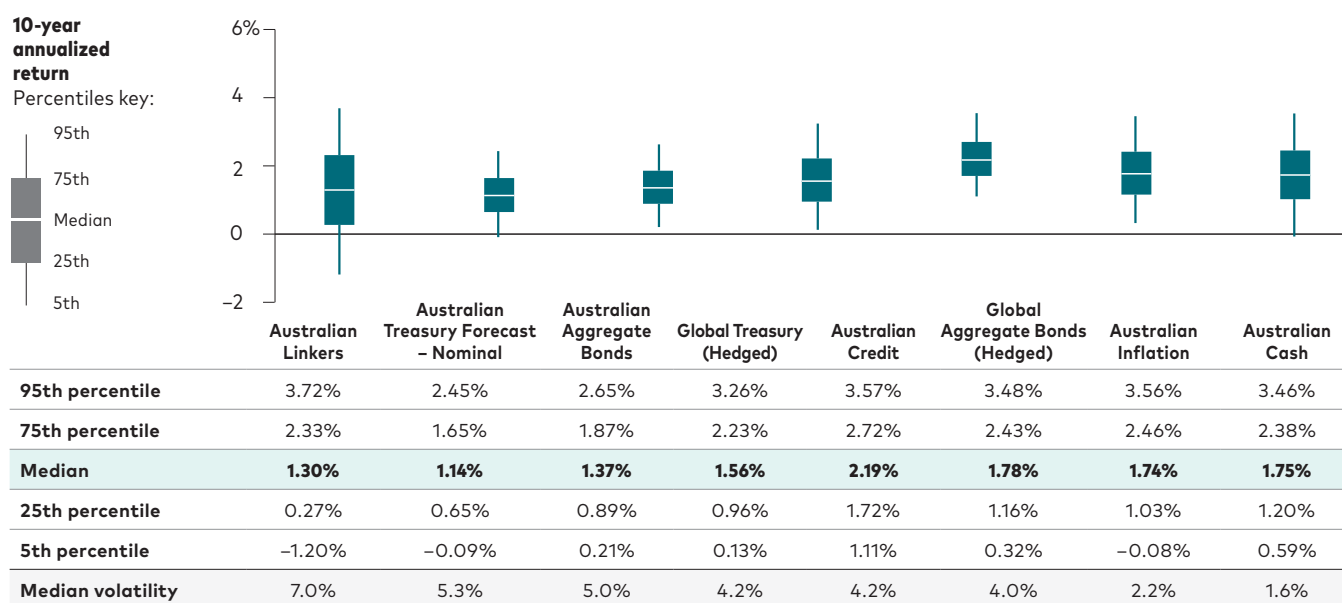 10-year
annualized
return
Percentiles key:
95th
75th
Median
25th
5th
6%
4
2
0
–2
Australian
Linkers
Australian
Treasury Forecast
– Nominal
Australian
Aggregate
Bonds
Global Treasury
(Hedged)
Australian
Credit
Global
Aggregate Bonds
(Hedged)
Australian
Inflation
Australian
Cash
95th percentile 3.72% 2.45% 2.65% 3.26% 3.57% 3.48% 3.56% 3.46%
75th percentile 2.33% 1.65% 1.87% 2.23% 2.72% 2.43% 2.46% 2.38%
Median 1.30% 1.14% 1.37% 1.56% 2.19% 1.78% 1.74% 1.75%
25th percentile 0.27% 0.65% 0.89% 0.96% 1.72% 1.16% 1.03% 1.20%
5th percentile –1.20% –0.09% 0.21% 0.13% 1.11% 0.32% –0.08% 0.59%
Median volatility 7.0% 5.3% 5.0% 4.2% 4.2% 4.0% 2.2% 1.6%